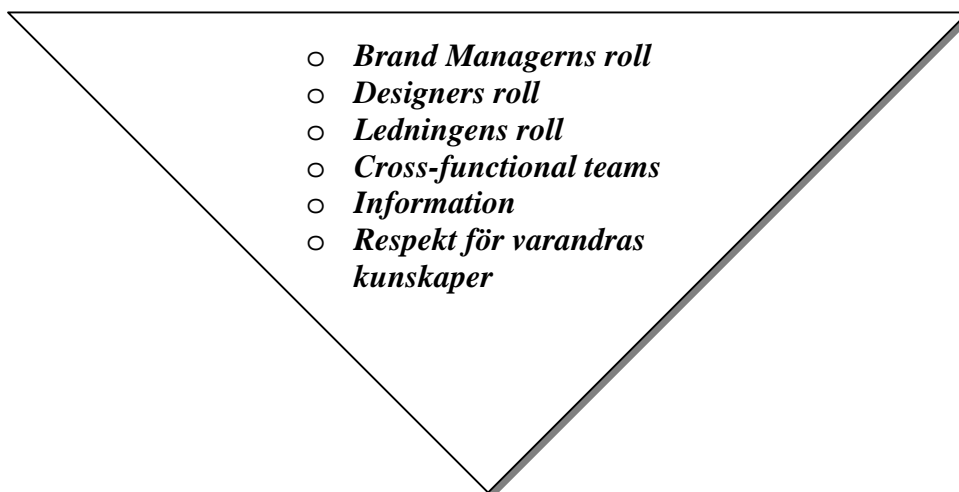 o Brand Managerns roll
o Designers roll
o Ledningens roll
o Cross-functional teams
o Information
o Respekt för varandras
kunskaper